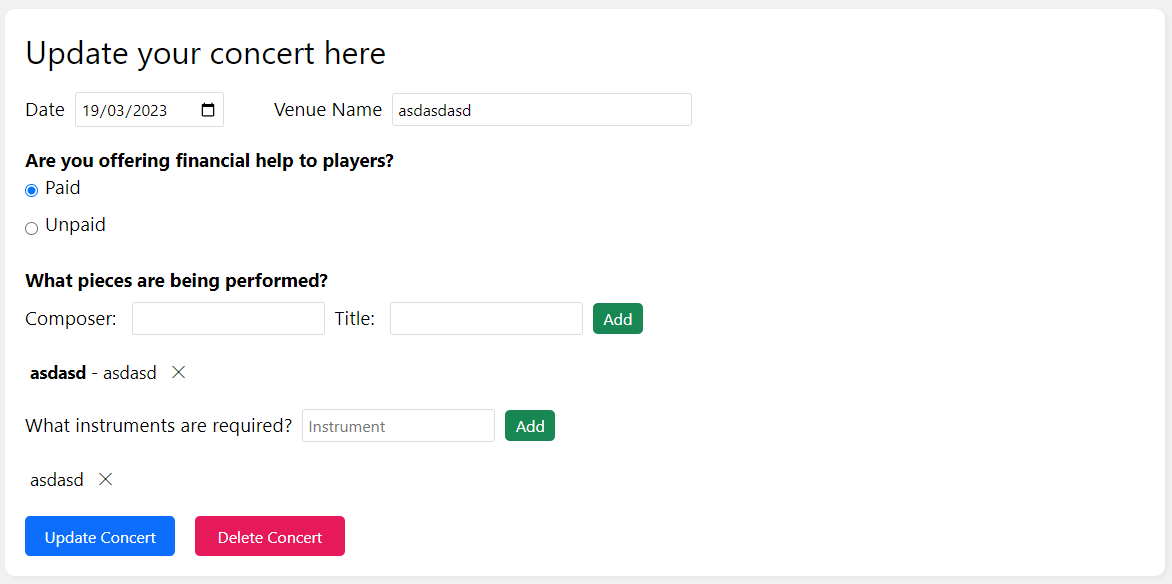 Update your concert here
Date 19/03/2023 Venue Name asdasdasd
Are you offering financial help to players?
Paid
Unpaid
What pieces are being performed?
Composer: Title: Add
asdasd - asdasd
What instruments are required? Instrument Add
asdasd
Update Concert Delete Concert